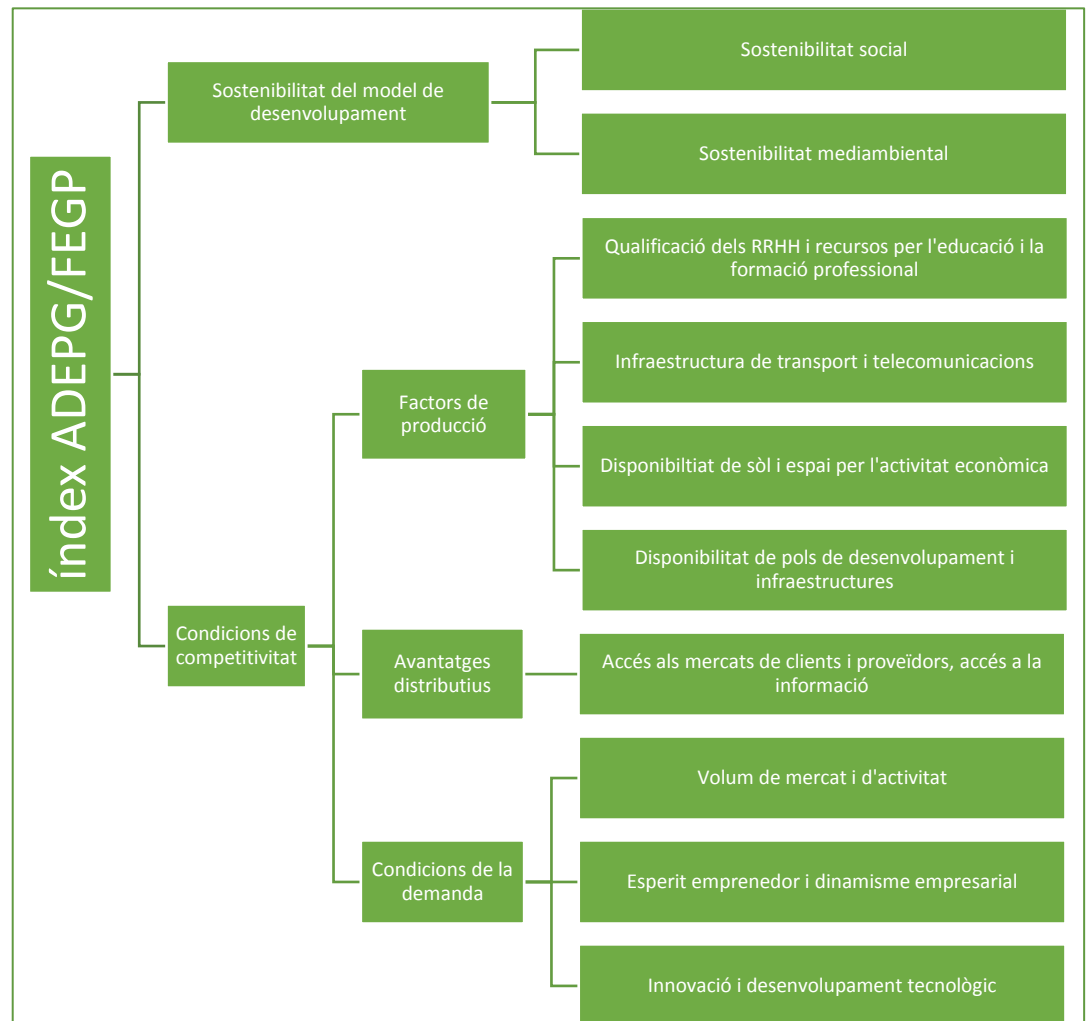 índex ADEPG/FEGP
Sostenibilitat del model de
desenvolupament
Sostenibilitat social
Sostenibilitat mediambiental
Condicions de
competitivitat
Factors de
producció
Qualificació dels RRHH i recursos per l'educació i la
formació professional
Infraestructura de transport i telecomunicacions
Disponibiltiat de sòl i espai per l'activitat econòmica
Disponibilitat de pols de desenvolupament i
infraestructures
Avantatges
distributius
Accés als mercats de clients i proveïdors, accés a la
informació
Condicions de la
demanda
Volum de mercat i d'activitat
Esperit emprenedor i dinamisme empresarial
Innovació i desenvolupament tecnològic